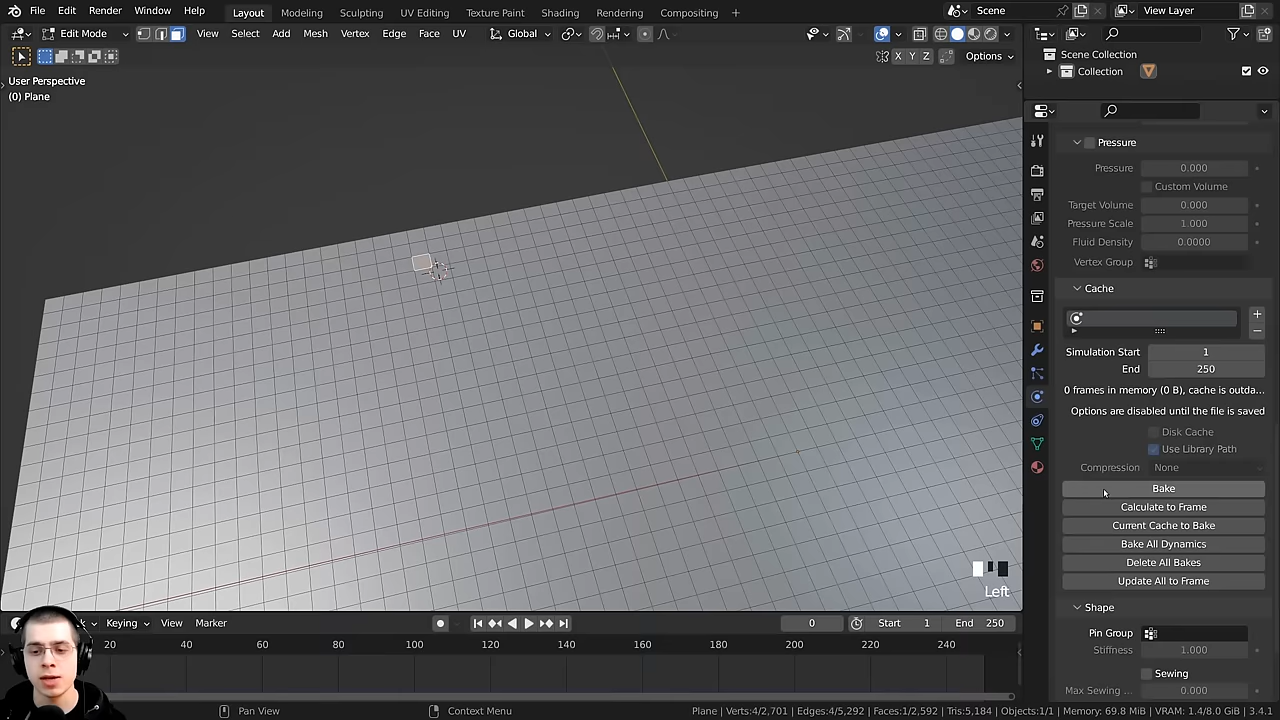 File Edit Render Window Help Layout Modeling Sculpting UV Editing Texture Paint Shading Rendering Compositing + Scene View Layer
Edit Mode View Select Add Mesh Vertex Edge Face UV Global
X Y Z Options
User Perspective
(0) Plane
Scene Collection
Collection
Pressure
Pressure 0.000
Custom Volume
Target Volume 0.000
Pressure Scale 1.000
Fluid Density 0.0000
Vertex Group
Cache
Simulation Start 1
End 250
0 frames in memory (0 B), cache is outda...
Options are disabled until the file is saved
Disk Cache
Use Library Path
Compression None
Bake
Calculate to Frame
Current Cache to Bake
Bake All Dynamics
Delete All Bakes
Update All to Frame
Shape
Pin Group
Stiffness 1.000
Sewing
Max Sewing ... 0.000
Left
Keying View Marker 0 Start 1 End 250
20 40 60 80 100 120 140 160 180 200 220 240
Pan View Context Menu Plane | Verts:4/2,701 | Edges:4/5,292 | Faces:1/2,592 | Tris:5,184 | Objects:1/1 | Memory: 69.8 MiB | VRAM: 1.4/8.0 GiB | 3.4.1